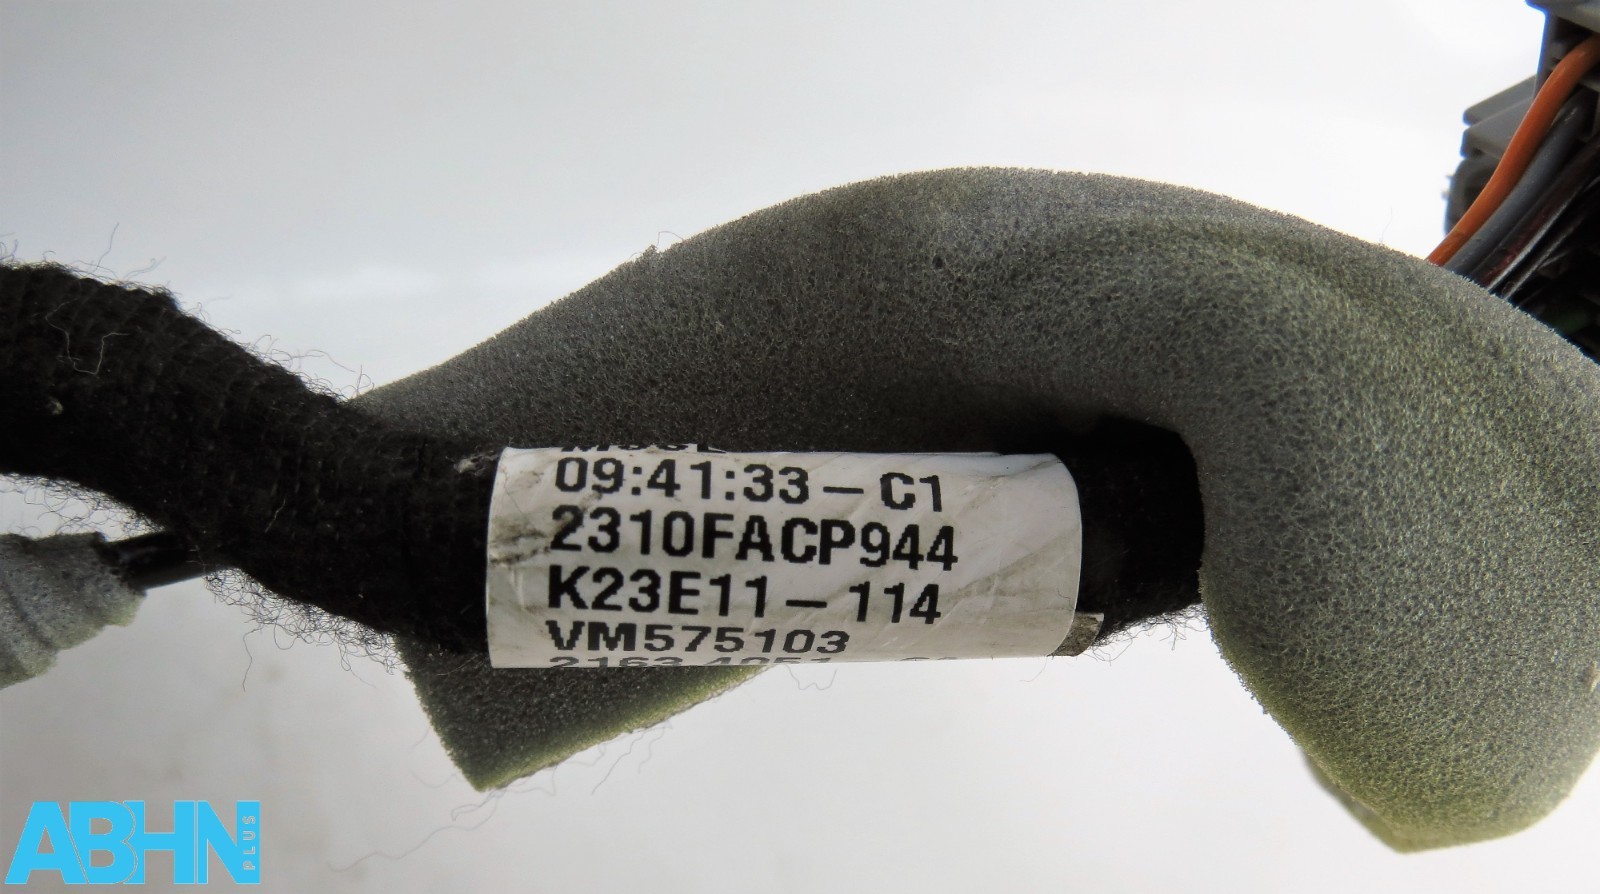 09:41:33-C1
2310FACP944
K23E11-114
VM575103
ABHN PLUS